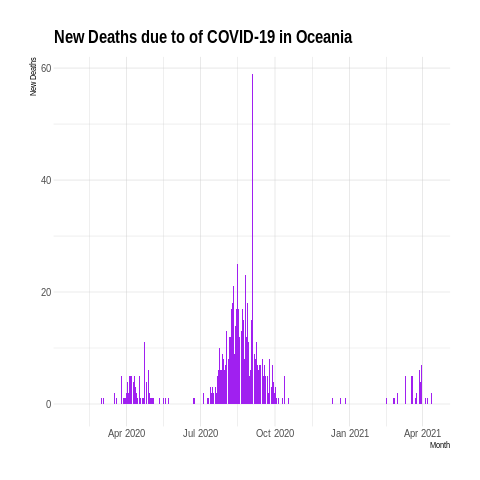 New Deaths due to of COVID-19 in Oceania
New Deaths
60
40
20
0
Apr 2020 Jul 2020 Oct 2020 Jan 2021 Apr 2021
Month